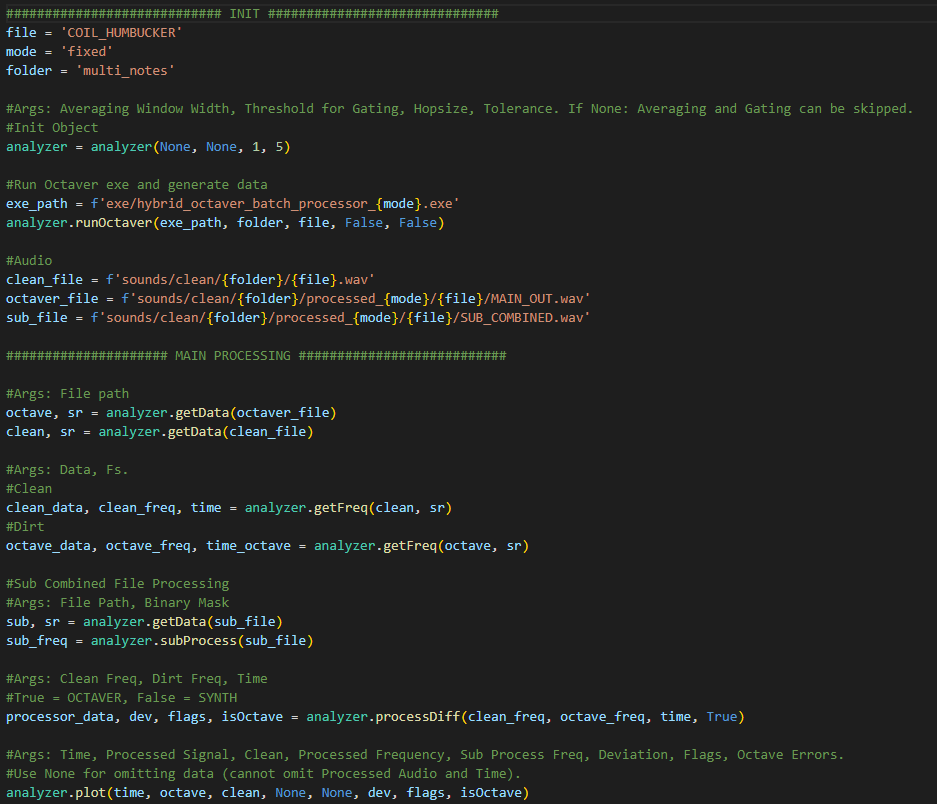 ############################ INIT ##############################
file = 'COIL_HUMBUCKER'
mode = 'fixed'
folder = 'multi_notes'
#Args: Averaging Window Width, Threshold for Gating, Hopsize, Tolerance. If None: Averaging and Gating can be skipped.
#Init Object
analyzer = analyzer(None, None, 1, 5)
#Run Octaver exe and generate data
exe_path = f'exe/hybrid_octaver_batch_processor_{mode}.exe'
analyzer.runOctaver(exe_path, folder, file, False, False)
#Audio
clean_file = f'sounds/clean/{folder}/{file}.wav'
octaver_file = f'sounds/clean/{folder}/processed_{mode}/{file}/MAIN_OUT.wav'
sub_file = f'sounds/clean/{folder}/processed_{mode}/{file}/SUB_COMBINED.wav'
##################### MAIN PROCESSING ###########################
#Args: File path
octave, sr = analyzer.getData(octaver_file)
clean, sr = analyzer.getData(clean_file)
#Args: Data, Fs.
#Clean
clean_data, clean_freq, time = analyzer.getFreq(clean, sr)
#Dirt
octave_data, octave_freq, time_octave = analyzer.getFreq(octave, sr)
#Sub Combined File Processing
#Args: File Path, Binary Mask
sub, sr = analyzer.getData(sub_file)
sub_freq = analyzer.subProcess(sub_file)
#Args: Clean Freq, Dirt Freq, Time
#True = OCTAVER, False = SYNTH
processor_data, dev, flags, isOctave = analyzer.processDiff(clean_freq, octave_freq, time, True)
#Args: Time, Processed Signal, Clean, Processed Frequency, Sub Process Freq, Deviation, Flags, Octave Errors.
#Use None for omitting data (cannot omit Processed Audio and Time).
analyzer.plot(time, octave, clean, None, None, dev, flags, isOctave)